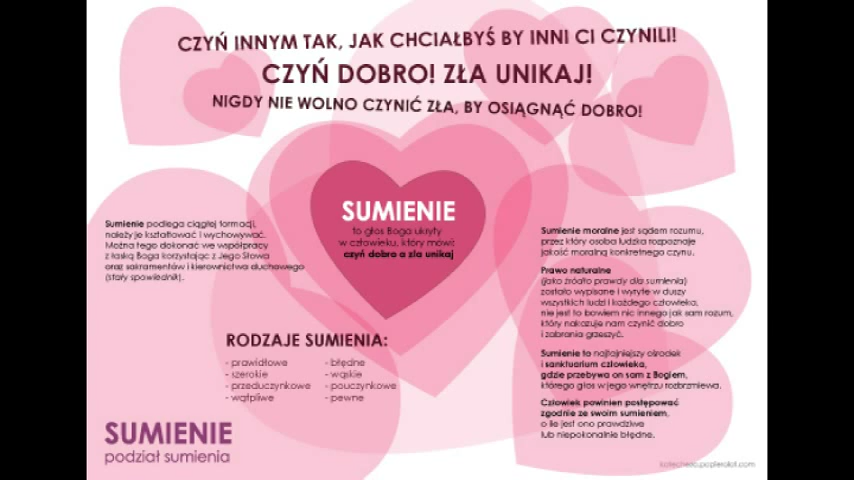 CZYŃ INNYM TAK, JAK CHCIAŁBYŚ BY INNI CI CZYNILI!
CZYŃ DOBRO! ZŁA UNIKAJ!
NIGDY NIE WOLNO CZYNIĆ ZŁA, BY OSIĄGNĄĆ DOBRO!
SUMIENIE
to głos Boga ukryty
w człowieku, który mówi:
czyń dobro a zła unikaj
Sumienie podlega ciągłej formacji,
należy je kształtować i wychowywać.
Można tego dokonać we współpracy
z łaską Boga korzystając z Jego Słowa
oraz sakramentów i kierownictwa duchowego
(stały spowiednik).
RODZAJE SUMIENIA:
- prawidłowe
- szerokie
- przeduczynkowe
- wątpliwe
- błędne
- wąskie
- pouczynkowe
- pewne
SUMIENIE
podział sumienia
Sumienie moralne jest sądem rozumu,
przez który osoba ludzka rozpoznaje
jakość moralną konkretnego czynu.
Prawo naturalne
(jako źródło prawdy dla sumienia)
zostało wypisane i wyryte w duszy
wszystkich ludzi i każdego człowieka,
nie jest to bowiem nic innego jak sam rozum,
który nakazuje nam czynić dobro
i zabrania grzeszyć.
Sumienie to najtajniejszy ośrodek
i sanktuarium człowieka,
gdzie przebywa on sam z Bogiem,
którego głos w jego wnętrzu rozbrzmiewa.
Człowiek powinien postępować
zgodnie ze swoim sumieniem,
o ile jest ono prawdziwe
lub niepokonalnie błędne.